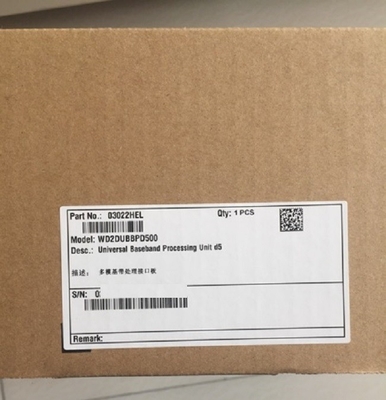 Part No.: 03022HEL Qty: 1 PCS
Model: WD2DUBBPD500
Desc.: Universal Baseband Processing Unit d5
描述: 多模基带处理接口板
S/N: 0
Remark: